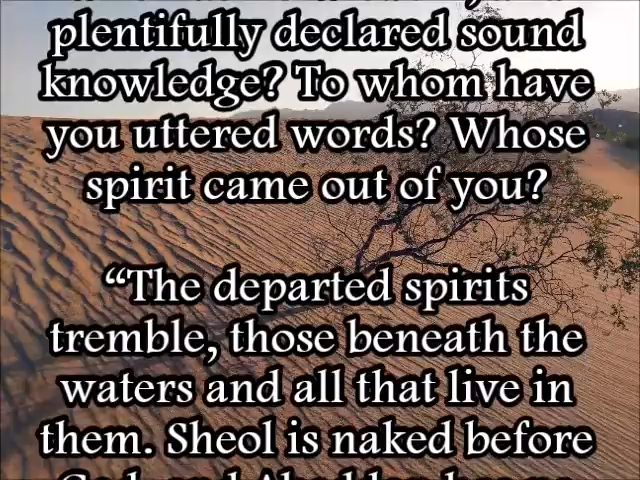 plentifully declared sound
knowledge? To whom have
you uttered words? Whose
spirit came out of you?
“The departed spirits
tremble, those beneath the
waters and all that live in
them. Sheol is naked before